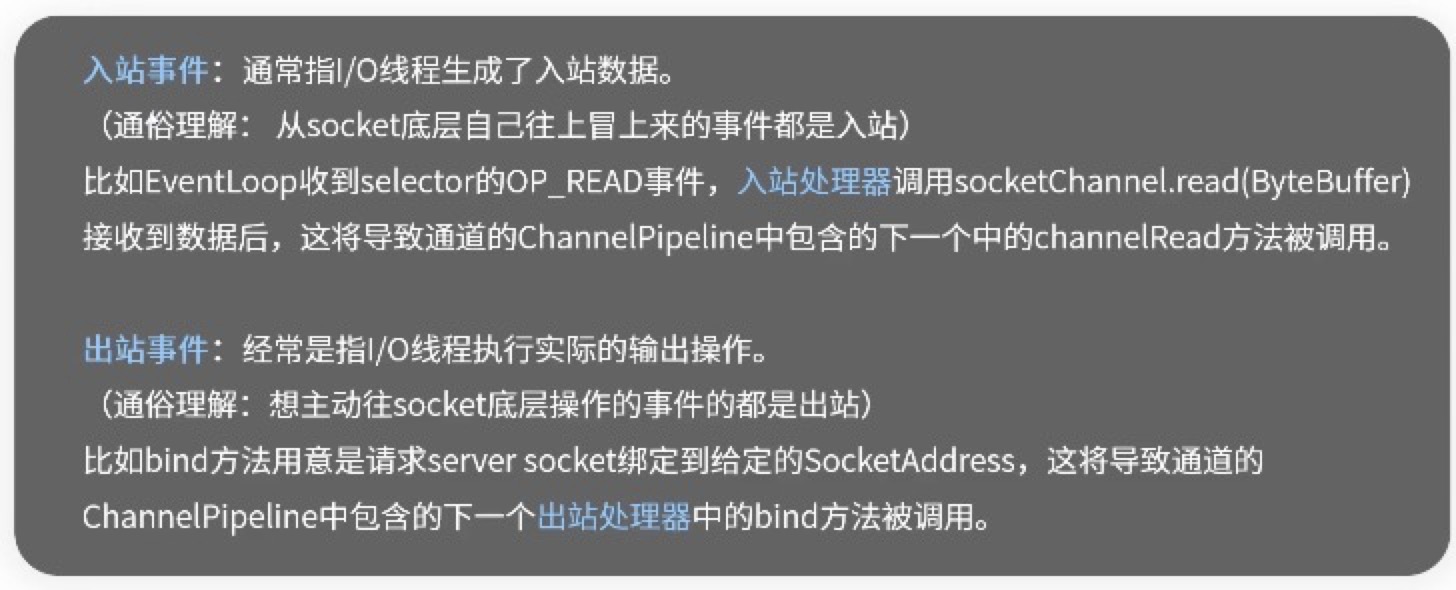 入站事件：通常指I/O线程生成了入站数据。
（通俗理解： 从socket底层自己往上冒上来的事件都是入站）
比如EventLoop收到selector的OP_READ事件，入站处理器调用socketChannel.read(ByteBuffer)
接收到数据后，这将导致通道的ChannelPipeline中包含的下一个中的channelRead方法被调用。
出站事件：经常是指I/O线程执行实际的输出操作。
（通俗理解：想主动往socket底层操作的事件的都是出站）
比如bind方法用意是请求server socket绑定到给定的SocketAddress，这将导致通道的
ChannelPipeline中包含的下一个出站处理器中的bind方法被调用。